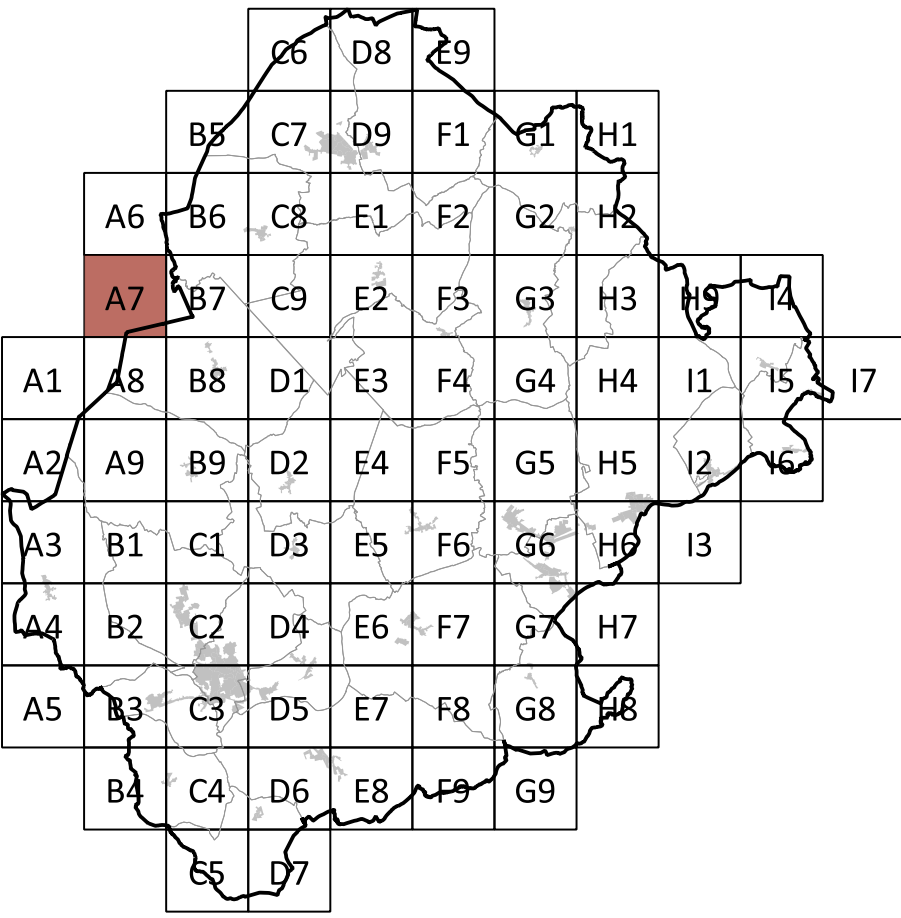 C6 D8 E9
B5 C7 D9 F1 G1 H1
A6 B6 C8 E1 F2 G2 H2
A7 B7 C9 E2 F3 G3 H3 H9 I4
A1 A8 B8 D1 E3 F4 G4 H4 I1 I5 I7
A2 A9 B9 D2 E4 F5 G5 H5 I2 I6
A3 B1 C1 D3 E5 F6 G6 H6 I3
A4 B2 C2 D4 E6 F7 G7 H7
A5 B3 C3 D5 E7 F8 G8 H8
B4 C4 D6 E8 F9 G9
C5 D7